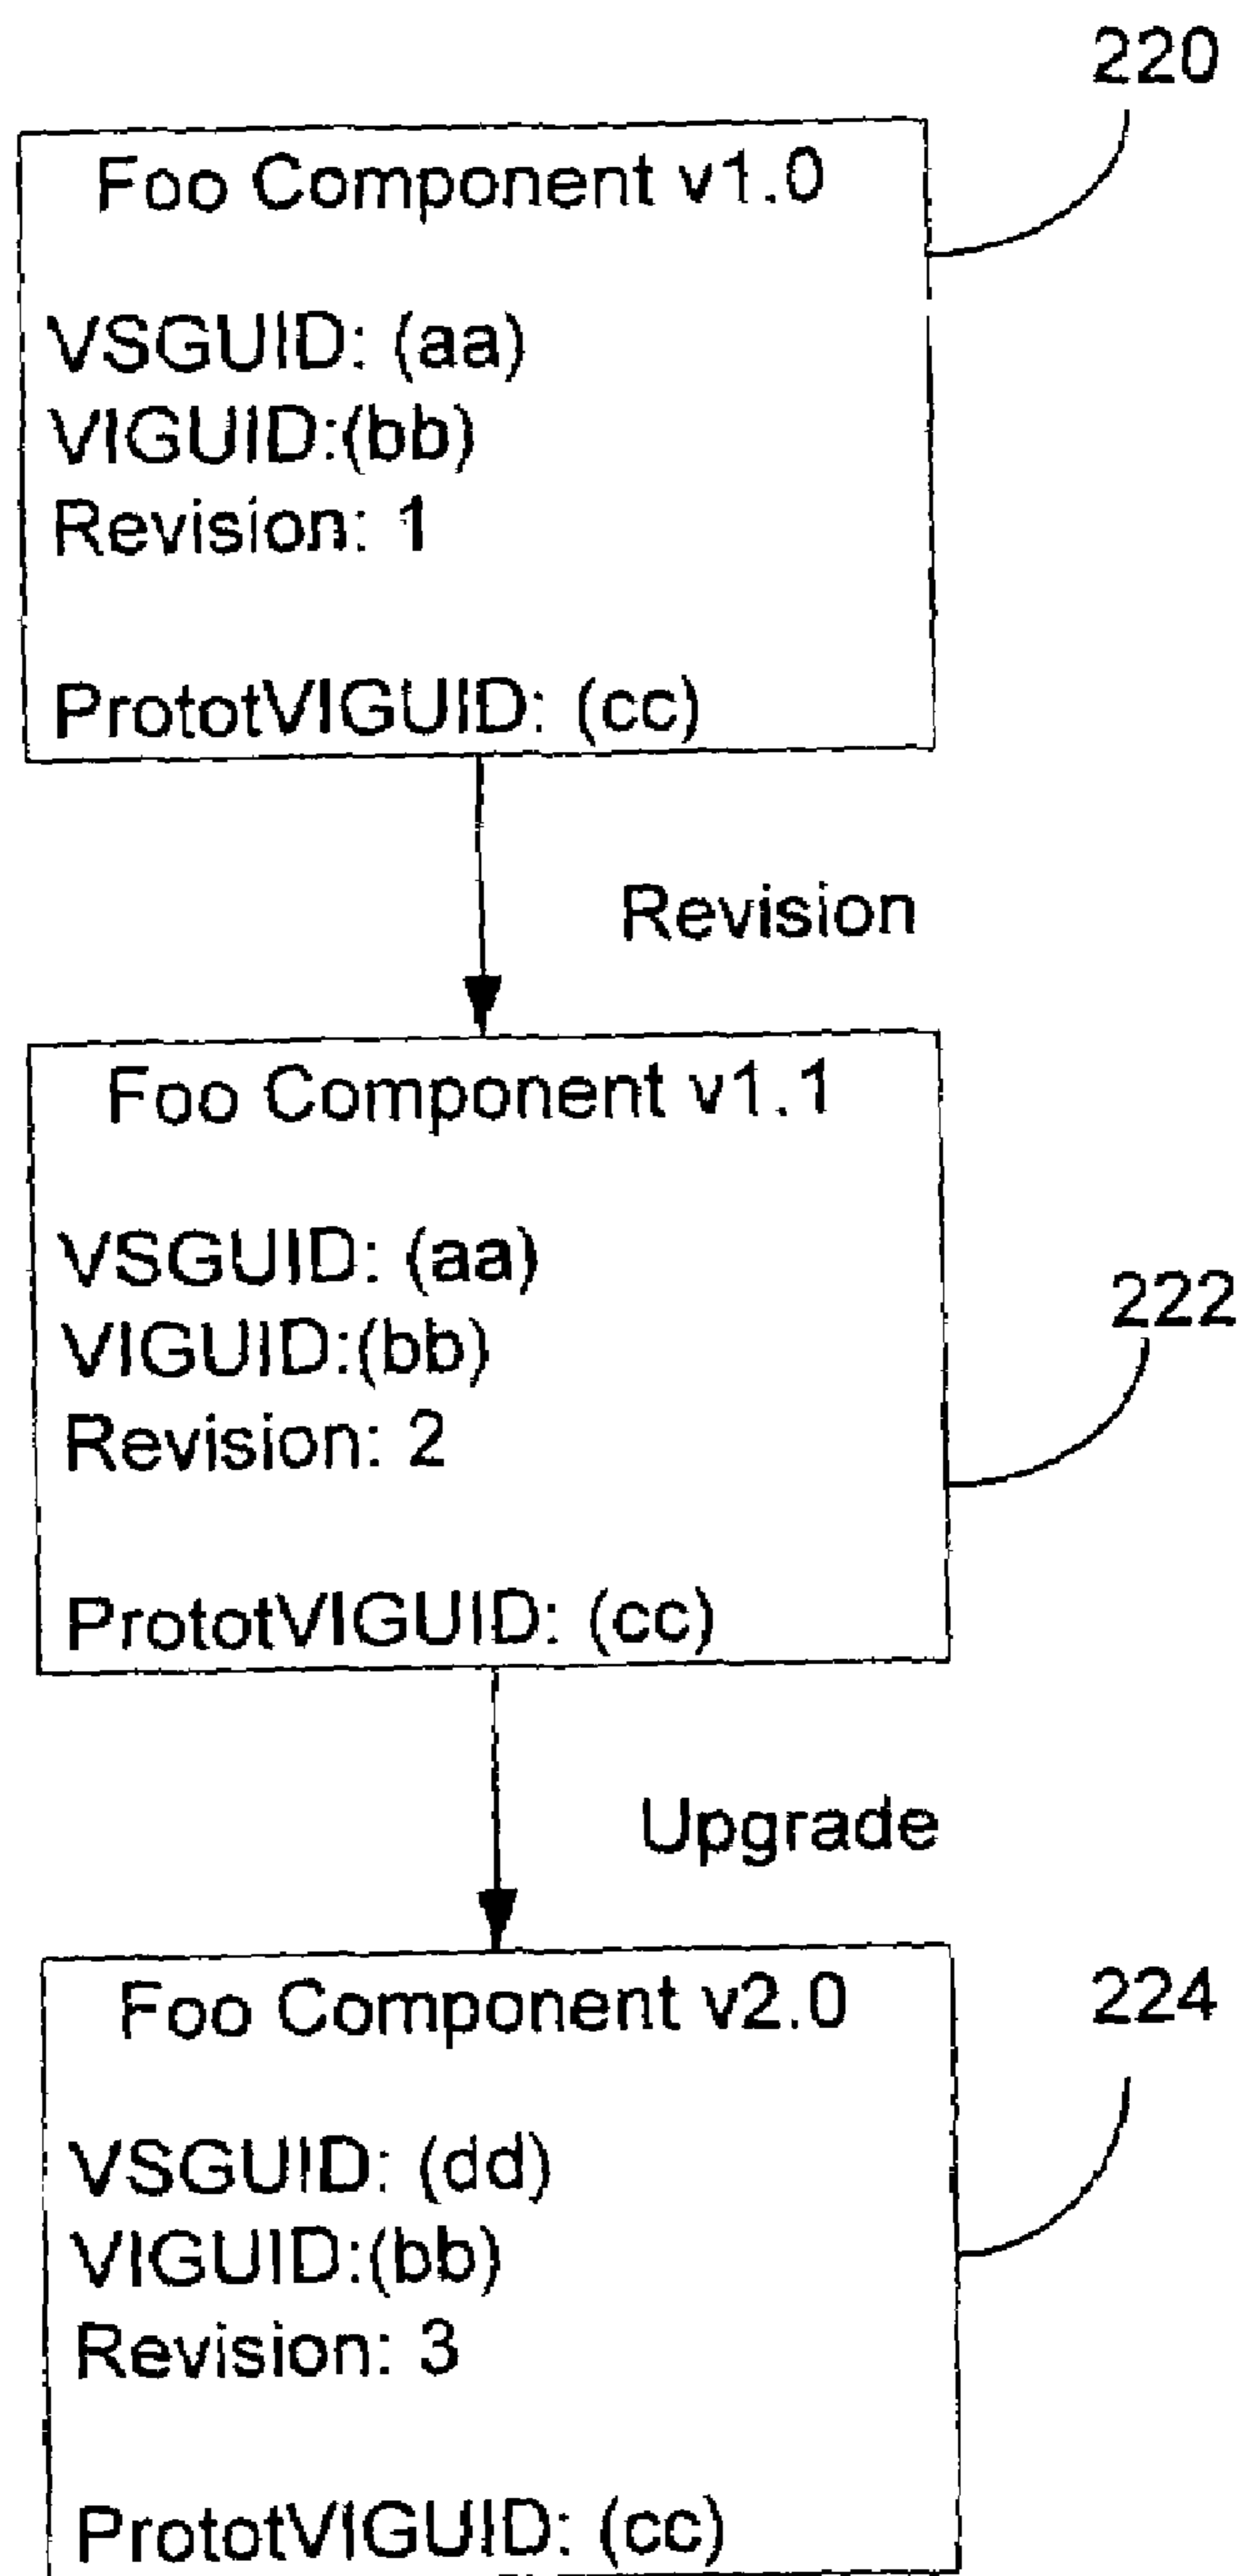 220
Foo Component v1.0
VSGUID: (aa)
VIGUID:(bb)
Revision: 1
PrototVIGUID: (cc)
Revision
Foo Component v1.1
VSGUID: (aa)
VIGUID:(bb)
222
Revision: 2
PrototVIGUID: (cc)
Upgrade
Foo Component v2.0
224
VSGUID: (dd)
VIGUID:(bb)
Revision: 3
PrototVIGUID: (cc)